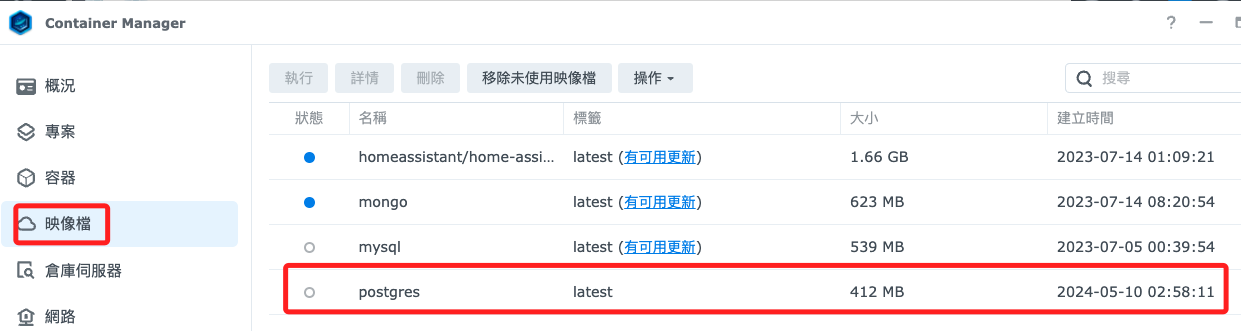 Container Manager
?
概況
專案
容器
映像檔
倉庫伺服器
網路
執行 詳情 刪除 移除未使用映像檔 操作
搜尋
狀態 名稱 標籤 大小 建立時間
homeassistant/home-assi... latest (有可用更新) 1.66 GB 2023-07-14 01:09:21
mongo latest (有可用更新) 623 MB 2023-07-14 08:20:54
mysql latest (有可用更新) 539 MB 2023-07-05 00:39:54
postgres latest 412 MB 2024-05-10 02:58:11